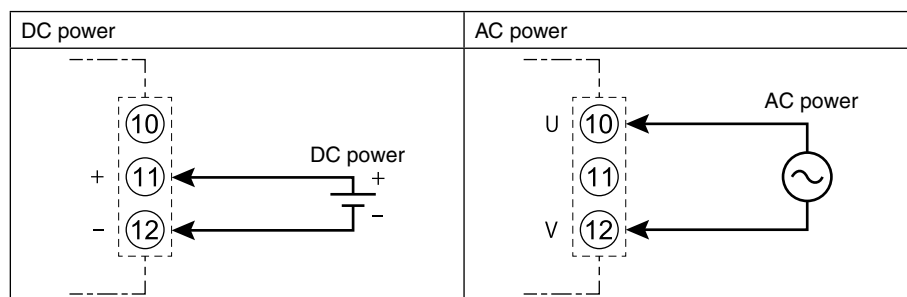 DC power
AC power
10
DC power
+ 11 +
− 12 −
AC power
U 10
11
V 12